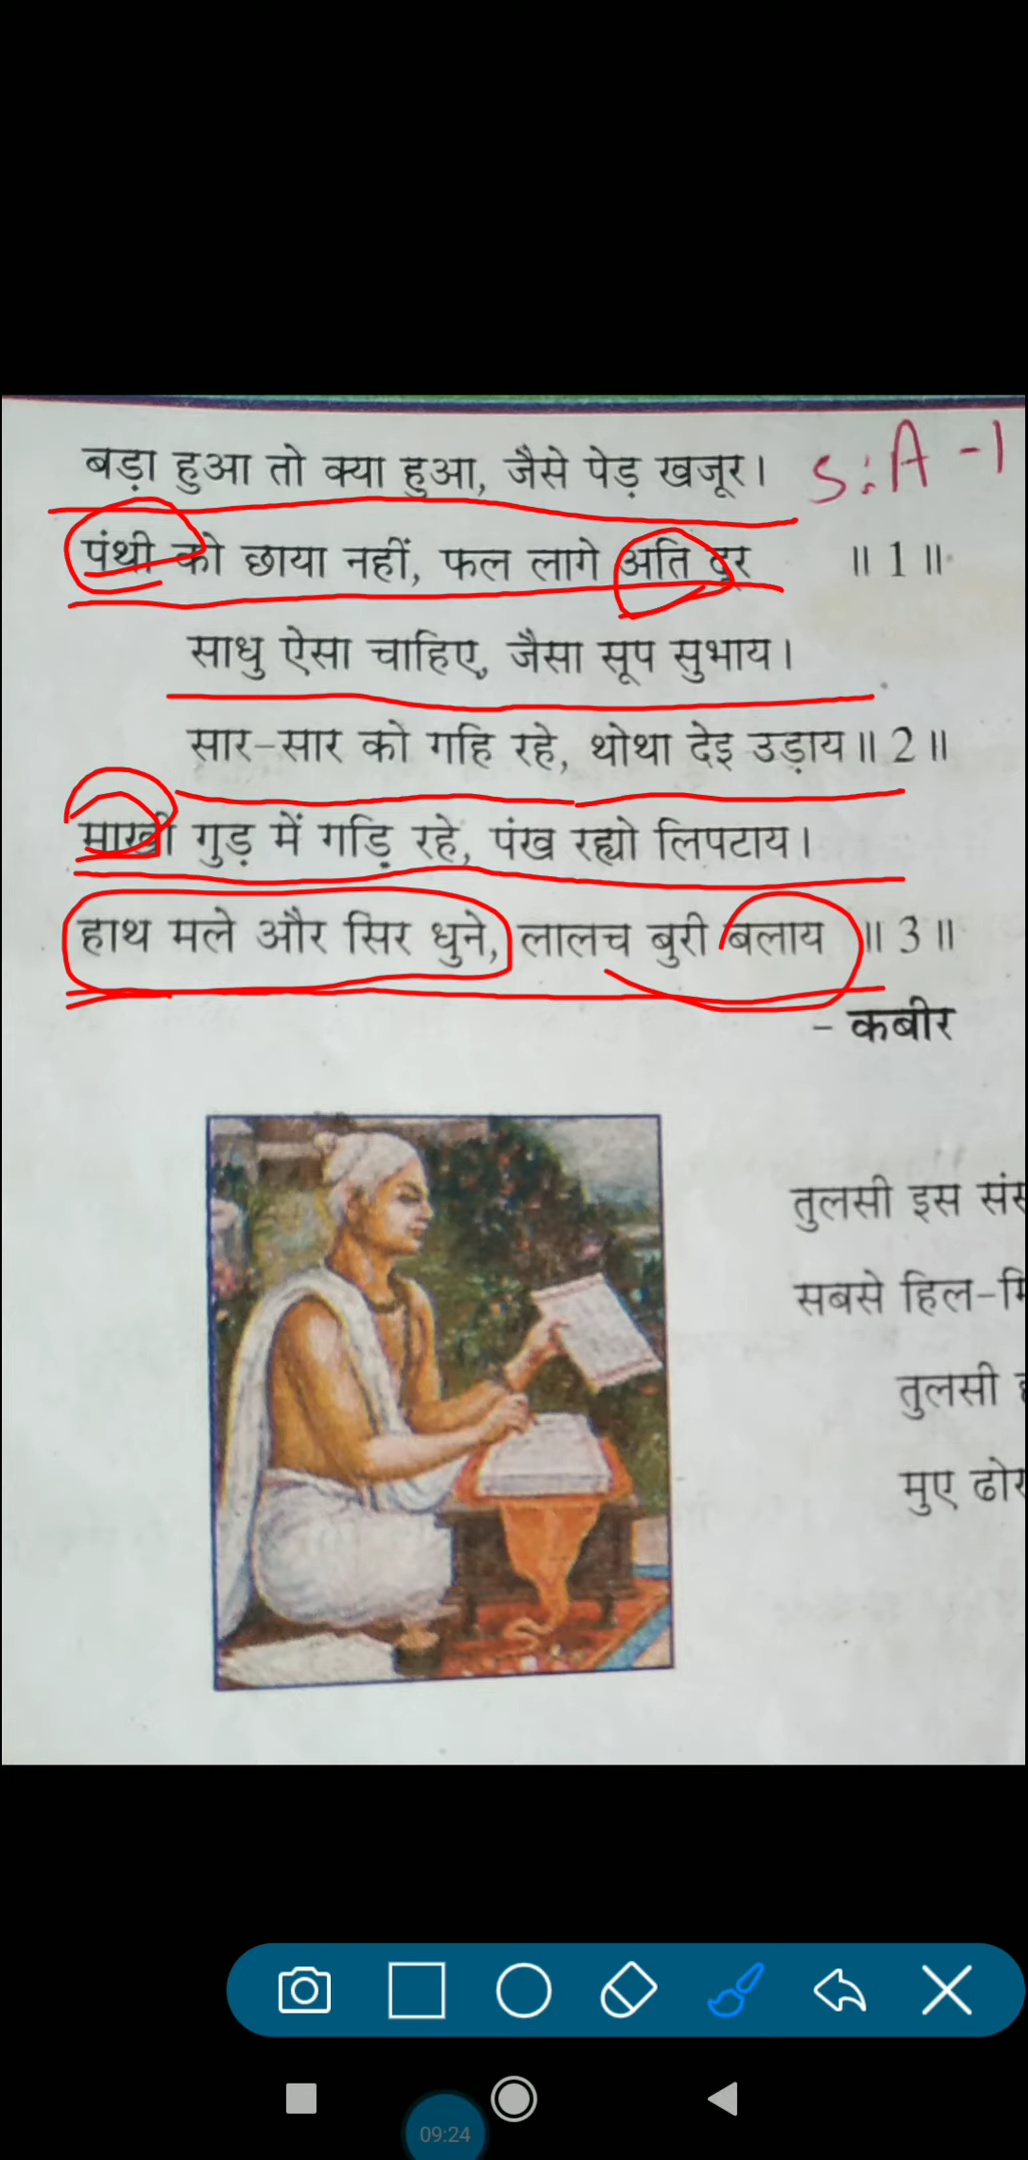 बड़ा हुआ तो क्या हुआ, जैसे पेड़ खजूर। S:A-1
पंथी को छाया नहीं, फल लागे अति दूर ॥1॥
साधु ऐसा चाहिए, जैसा सूप सुभाय।
सार-सार को गहि रहे, थोथा देइ उड़ाय॥2॥
माखी गुड़ में गड़ि रहे, पंख रह्यो लिपटाय।
हाथ मले और सिर धुने, लालच बुरी बलाय ॥3॥
- कबीर
तुलसी इस
सबसे हिल-
तुलसी
मुए
09:24